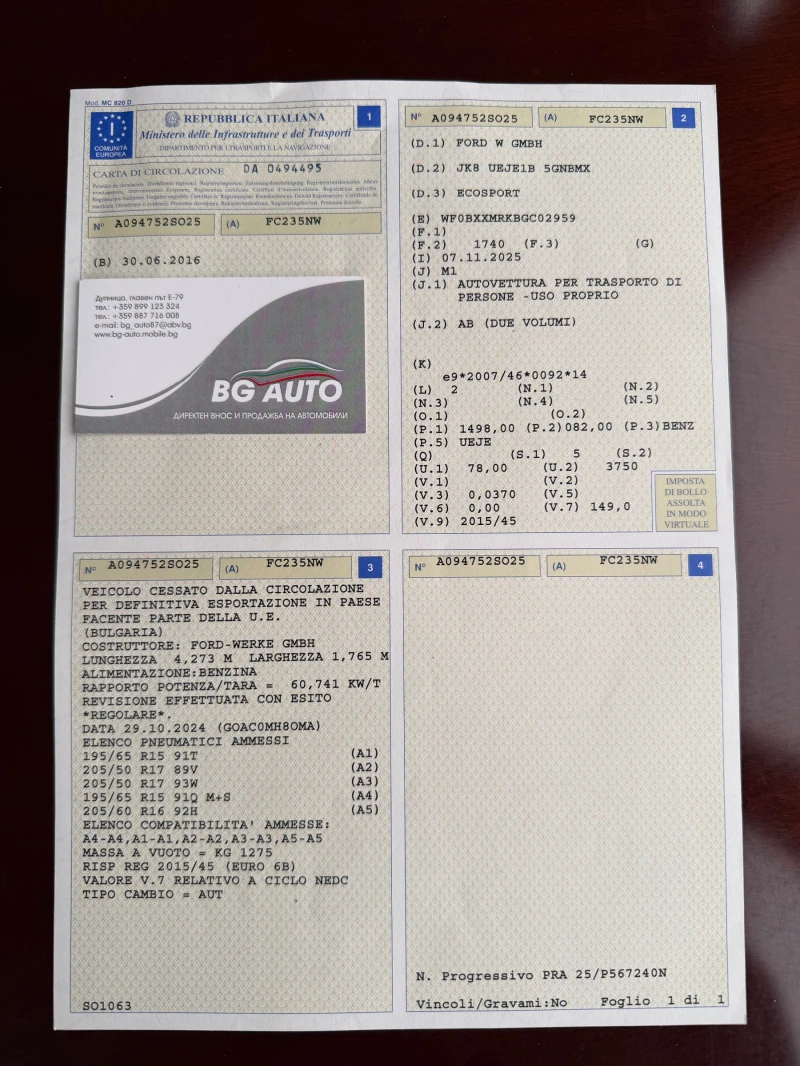 Mod. MC 820 D
I
COMUNITÀ
EUROPEA
REPUBBLICA ITALIANA
1
Ministero delle Infrastrutture e dei Trasporti
DIPARTIMENTO PER I TRASPORTI E LA NAVIGAZIONE
CARTA DI CIRCOLAZIONE DA 0494495
N° A094752SO25 (A) FC235NW
(B) 30.06.2016
Дупница, главен път E-79
тел.: +359 899 123 324
тел.: +359 887 716 008
e-mail: bg_auto87@abv.bg
www.bg-auto.mobile.bg
BG AUTO
ДИРЕКТЕН ВНОС И ПРОДАЖБА НА АВТОМОБИЛИ
N° A094752SO25 (A) FC235NW 2
(D.1) FORD W GMBH
(D.2) JK8 UEJE1B 5GNBMX
(D.3) ECOSPORT
(E) WF0BXXMRKBGC02959
(F.1)
(F.2) 1740 (F.3) (G)
(I) 07.11.2025
(J) M1
(J.1) AUTOVETTURA PER TRASPORTO DI
PERSONE -USO PROPRIO
(J.2) AB (DUE VOLUMI)
(K)
e9*2007/46*0092*14
(L) 2 (N.1) (N.2)
(N.3) (N.4) (N.5)
(O.1) (O.2)
(P.1) 1498,00 (P.2)082,00 (P.3)BENZ
(P.5) UEJE
(Q) (S.1) 5 (S.2)
(U.1) 78,00 (U.2) 3750
(V.1) (V.2)
(V.3) 0,0370 (V.5)
(V.6) 0,00 (V.7) 149,0
(V.9) 2015/45
IMPOSTA
DI BOLLO
ASSOLTA
IN MODO
VIRTUALE
N° A094752SO25 (A) FC235NW 3
VEICOLO CESSATO DALLA CIRCOLAZIONE
PER DEFINITIVA ESPORTAZIONE IN PAESE
FACENTE PARTE DELLA U.E.
(BULGARIA)
COSTRUTTORE: FORD-WERKE GMBH
LUNGHEZZA 4,273 M LARGHEZZA 1,765 M
ALIMENTAZIONE:BENZINA
RAPPORTO POTENZA/TARA = 60,741 KW/T
REVISIONE EFFETTUATA CON ESITO
*REGOLARE*.
DATA 29.10.2024 (GOAC0MH8OMA)
ELENCO PNEUMATICI AMMESSI
195/65 R15 91T (A1)
205/50 R17 89V (A2)
205/50 R17 93W (A3)
195/65 R15 91Q M+S (A4)
205/60 R16 92H (A5)
ELENCO COMPATIBILITA' AMMESSE:
A4-A4,A1-A1,A2-A2,A3-A3,A5-A5
MASSA A VUOTO = KG 1275
RISP REG 2015/45 (EURO 6B)
VALORE V.7 RELATIVO A CICLO NEDC
TIPO CAMBIO = AUT
SO1063
N° A094752SO25 (A) FC235NW 4
N. Progressivo PRA 25/P567240N
Vincoli/Gravami:No Foglio 1 di 1